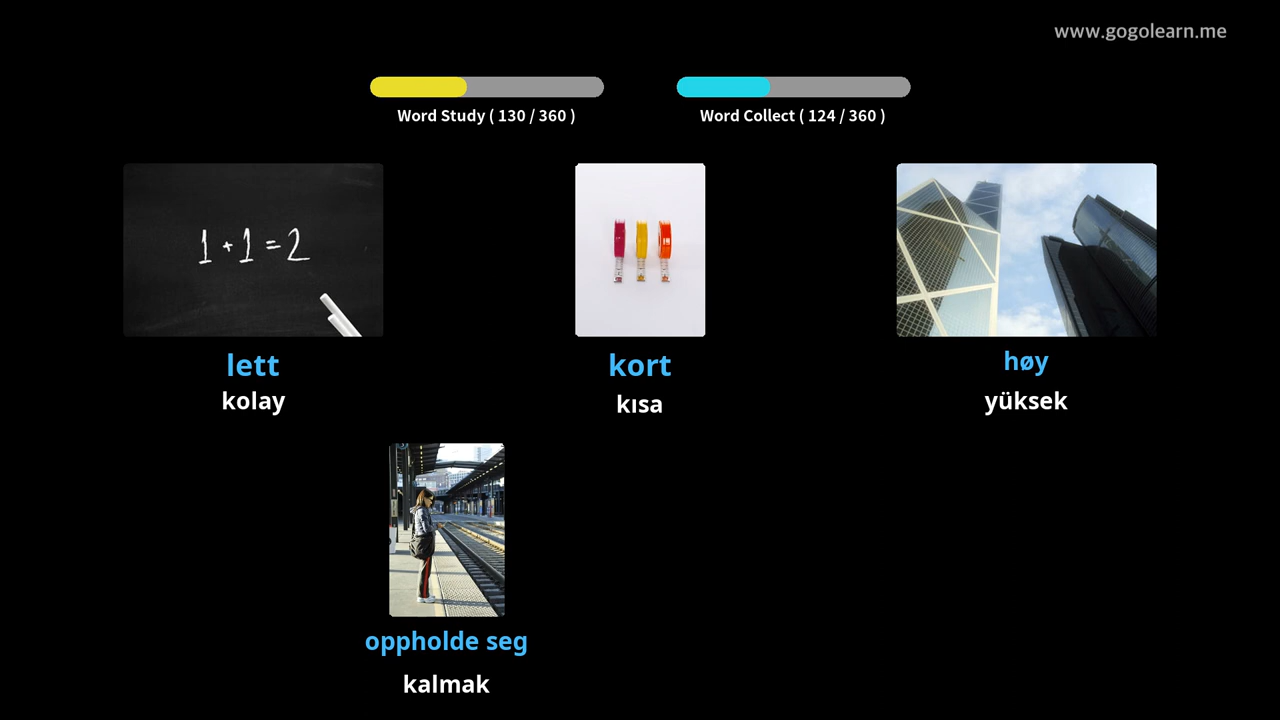 www.gogolearn.me
Word Study ( 130 / 360 )
Word Collect ( 124 / 360 )
1 + 1 = 2
lett
kort
høy
kolay
kısa
yüksek
oppholde seg
kalmak